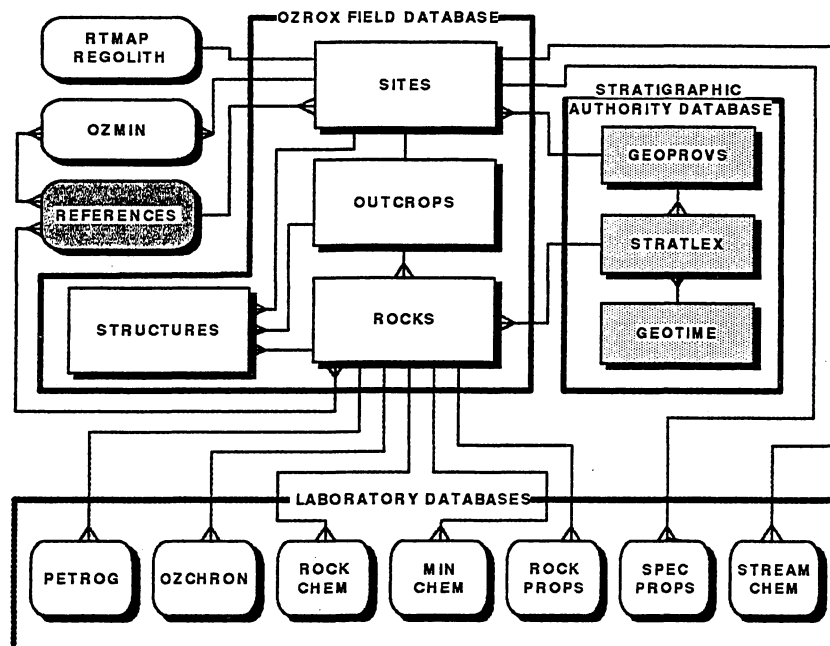 OZROX FIELD DATABASE
RTMAP
REGOLITH
SITES
STRATIGRAPHIC
AUTHORITY DATABASE
OZMIN
GEOPROVS
REFERENCES
OUTCROPS
STRATLEX
STRUCTURES
ROCKS
GEOTIME
LABORATORY DATABASES
PETROG
OZCHRON
ROCK
CHEM
MIN
CHEM
ROCK
PROPS
SPEC
PROPS
STREAM
CHEM